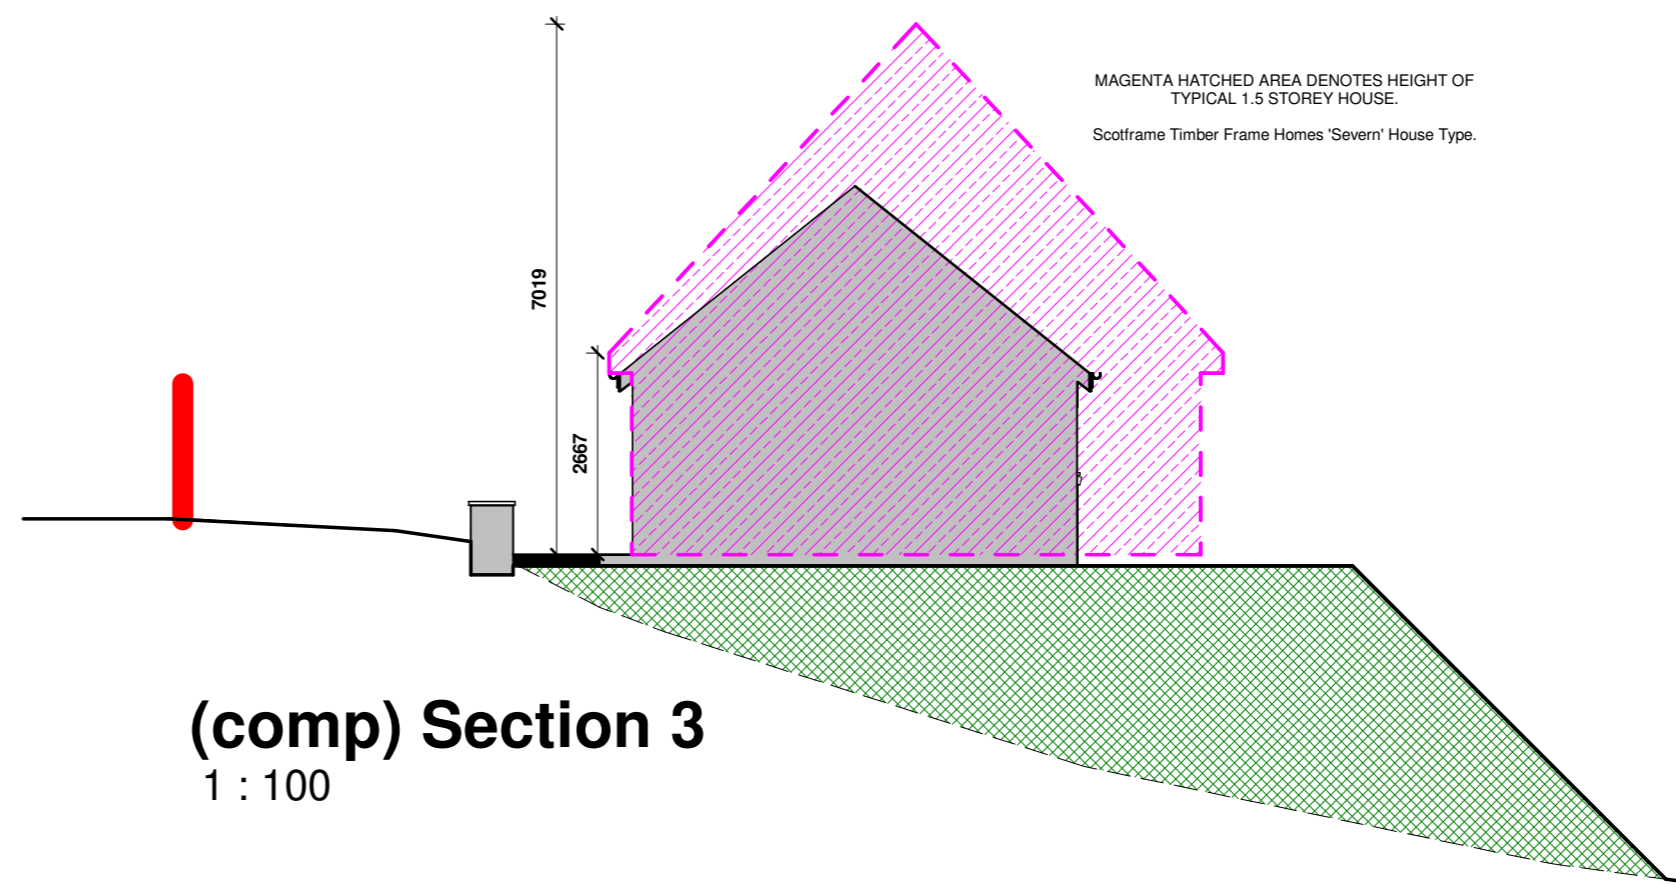 MAGENTA HATCHED AREA DENOTES HEIGHT OF
TYPICAL 1.5 STOREY HOUSE.
Scotframe Timber Frame Homes 'Severn' House Type.
7019
2667
(comp) Section 3
1 : 100